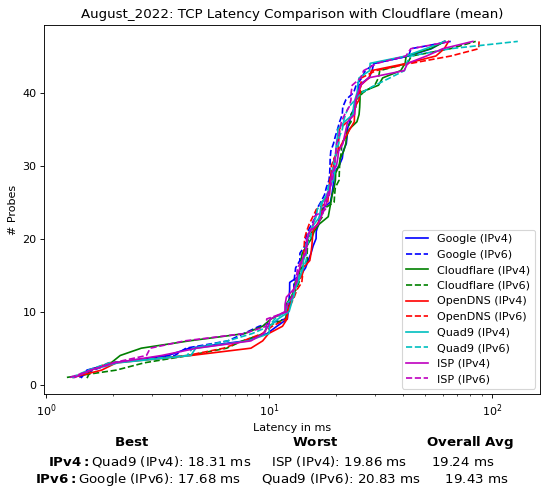 August_2022: TCP Latency Comparison with Cloudflare (mean)
# Probes
40
30
20
10
0
10^0
10^1
10^2
Latency in ms
Google (IPv4)
Google (IPv6)
Cloudflare (IPv4)
Cloudflare (IPv6)
OpenDNS (IPv4)
OpenDNS (IPv6)
Quad9 (IPv4)
Quad9 (IPv6)
ISP (IPv4)
ISP (IPv6)
Best Worst Overall Avg
IPv4: Quad9 (IPv4): 18.31 ms ISP (IPv4): 19.86 ms 19.24 ms
IPv6: Google (IPv6): 17.68 ms Quad9 (IPv6): 20.83 ms 19.43 ms